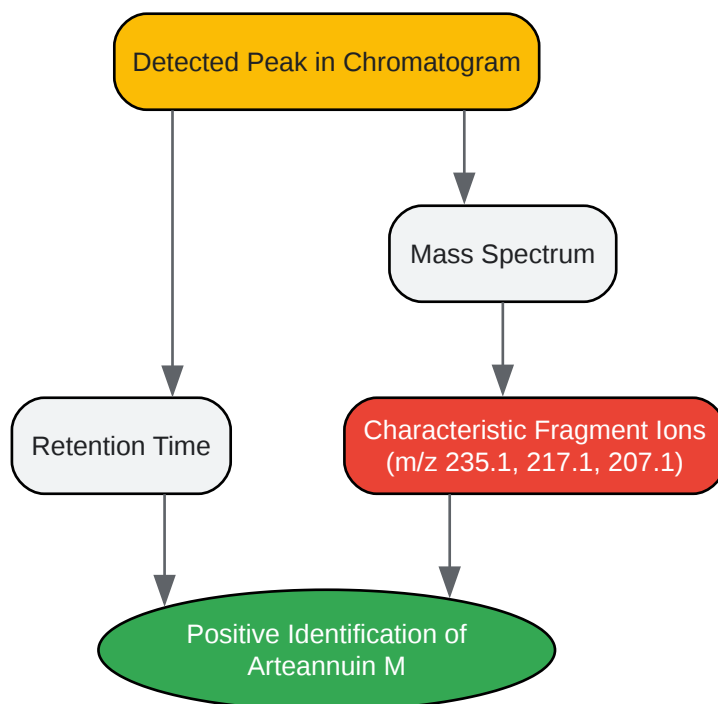 Detected Peak in Chromatogram
Mass Spectrum
Retention Time
Characteristic Fragment Ions
(m/z 235.1, 217.1, 207.1)
Positive Identification of
Arteannuin M